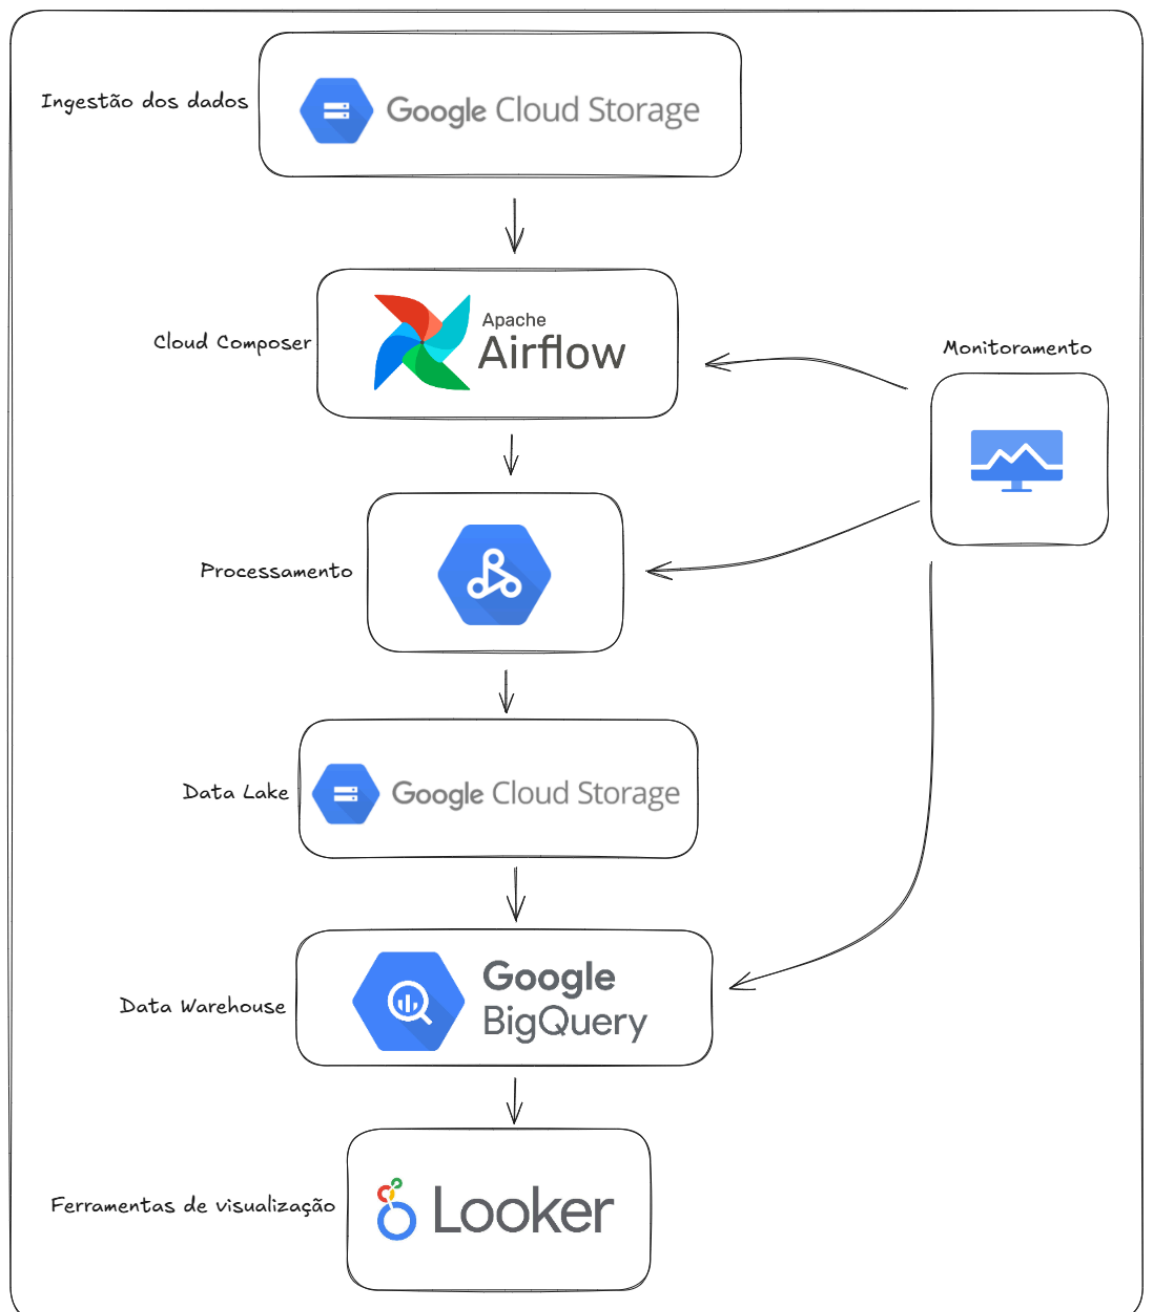 Ingestão dos dados
Google Cloud Storage
Cloud Composer
Apache
Airflow
Monitoramento
Processamento
Data Lake
Google Cloud Storage
Data Warehouse
Google
BigQuery
Ferramentas de visualização
Looker